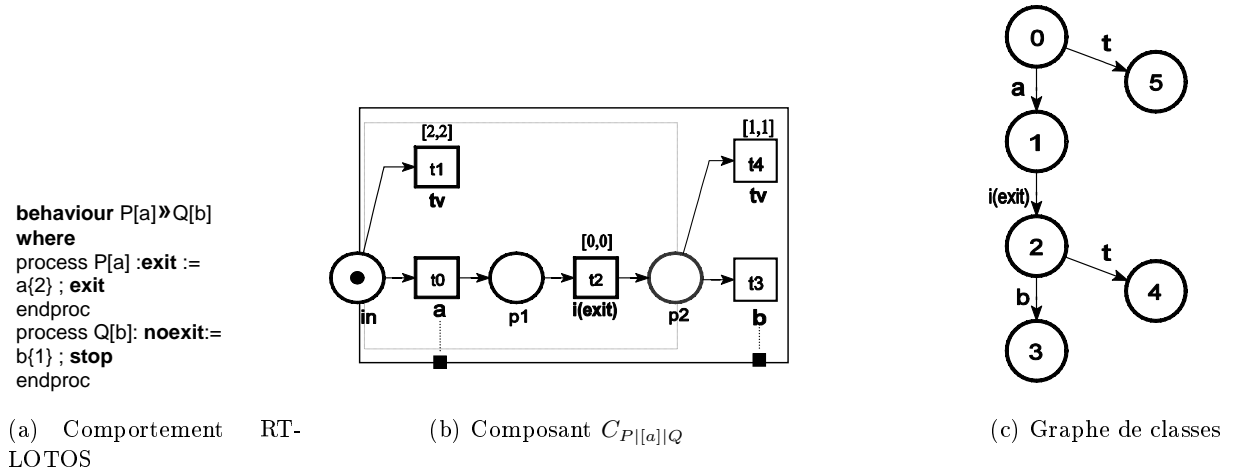 behaviour P[a]»Q[b]
where
process P[a] :exit :=
a{2} ; exit
endproc
process Q[b]: noexit:=
b{1} ; stop
endproc
(a) Comportement RT-
LOTOS
[2,2]
t1
tv
[1,1]
t4
tv
[0,0]
in
t0
a
p1
t2
i(exit)
p2
t3
b
(b) Composant C_{P|[a]|Q}
0
t
5
a
1
i(exit)
2
t
4
b
3
(c) Graphe de classes